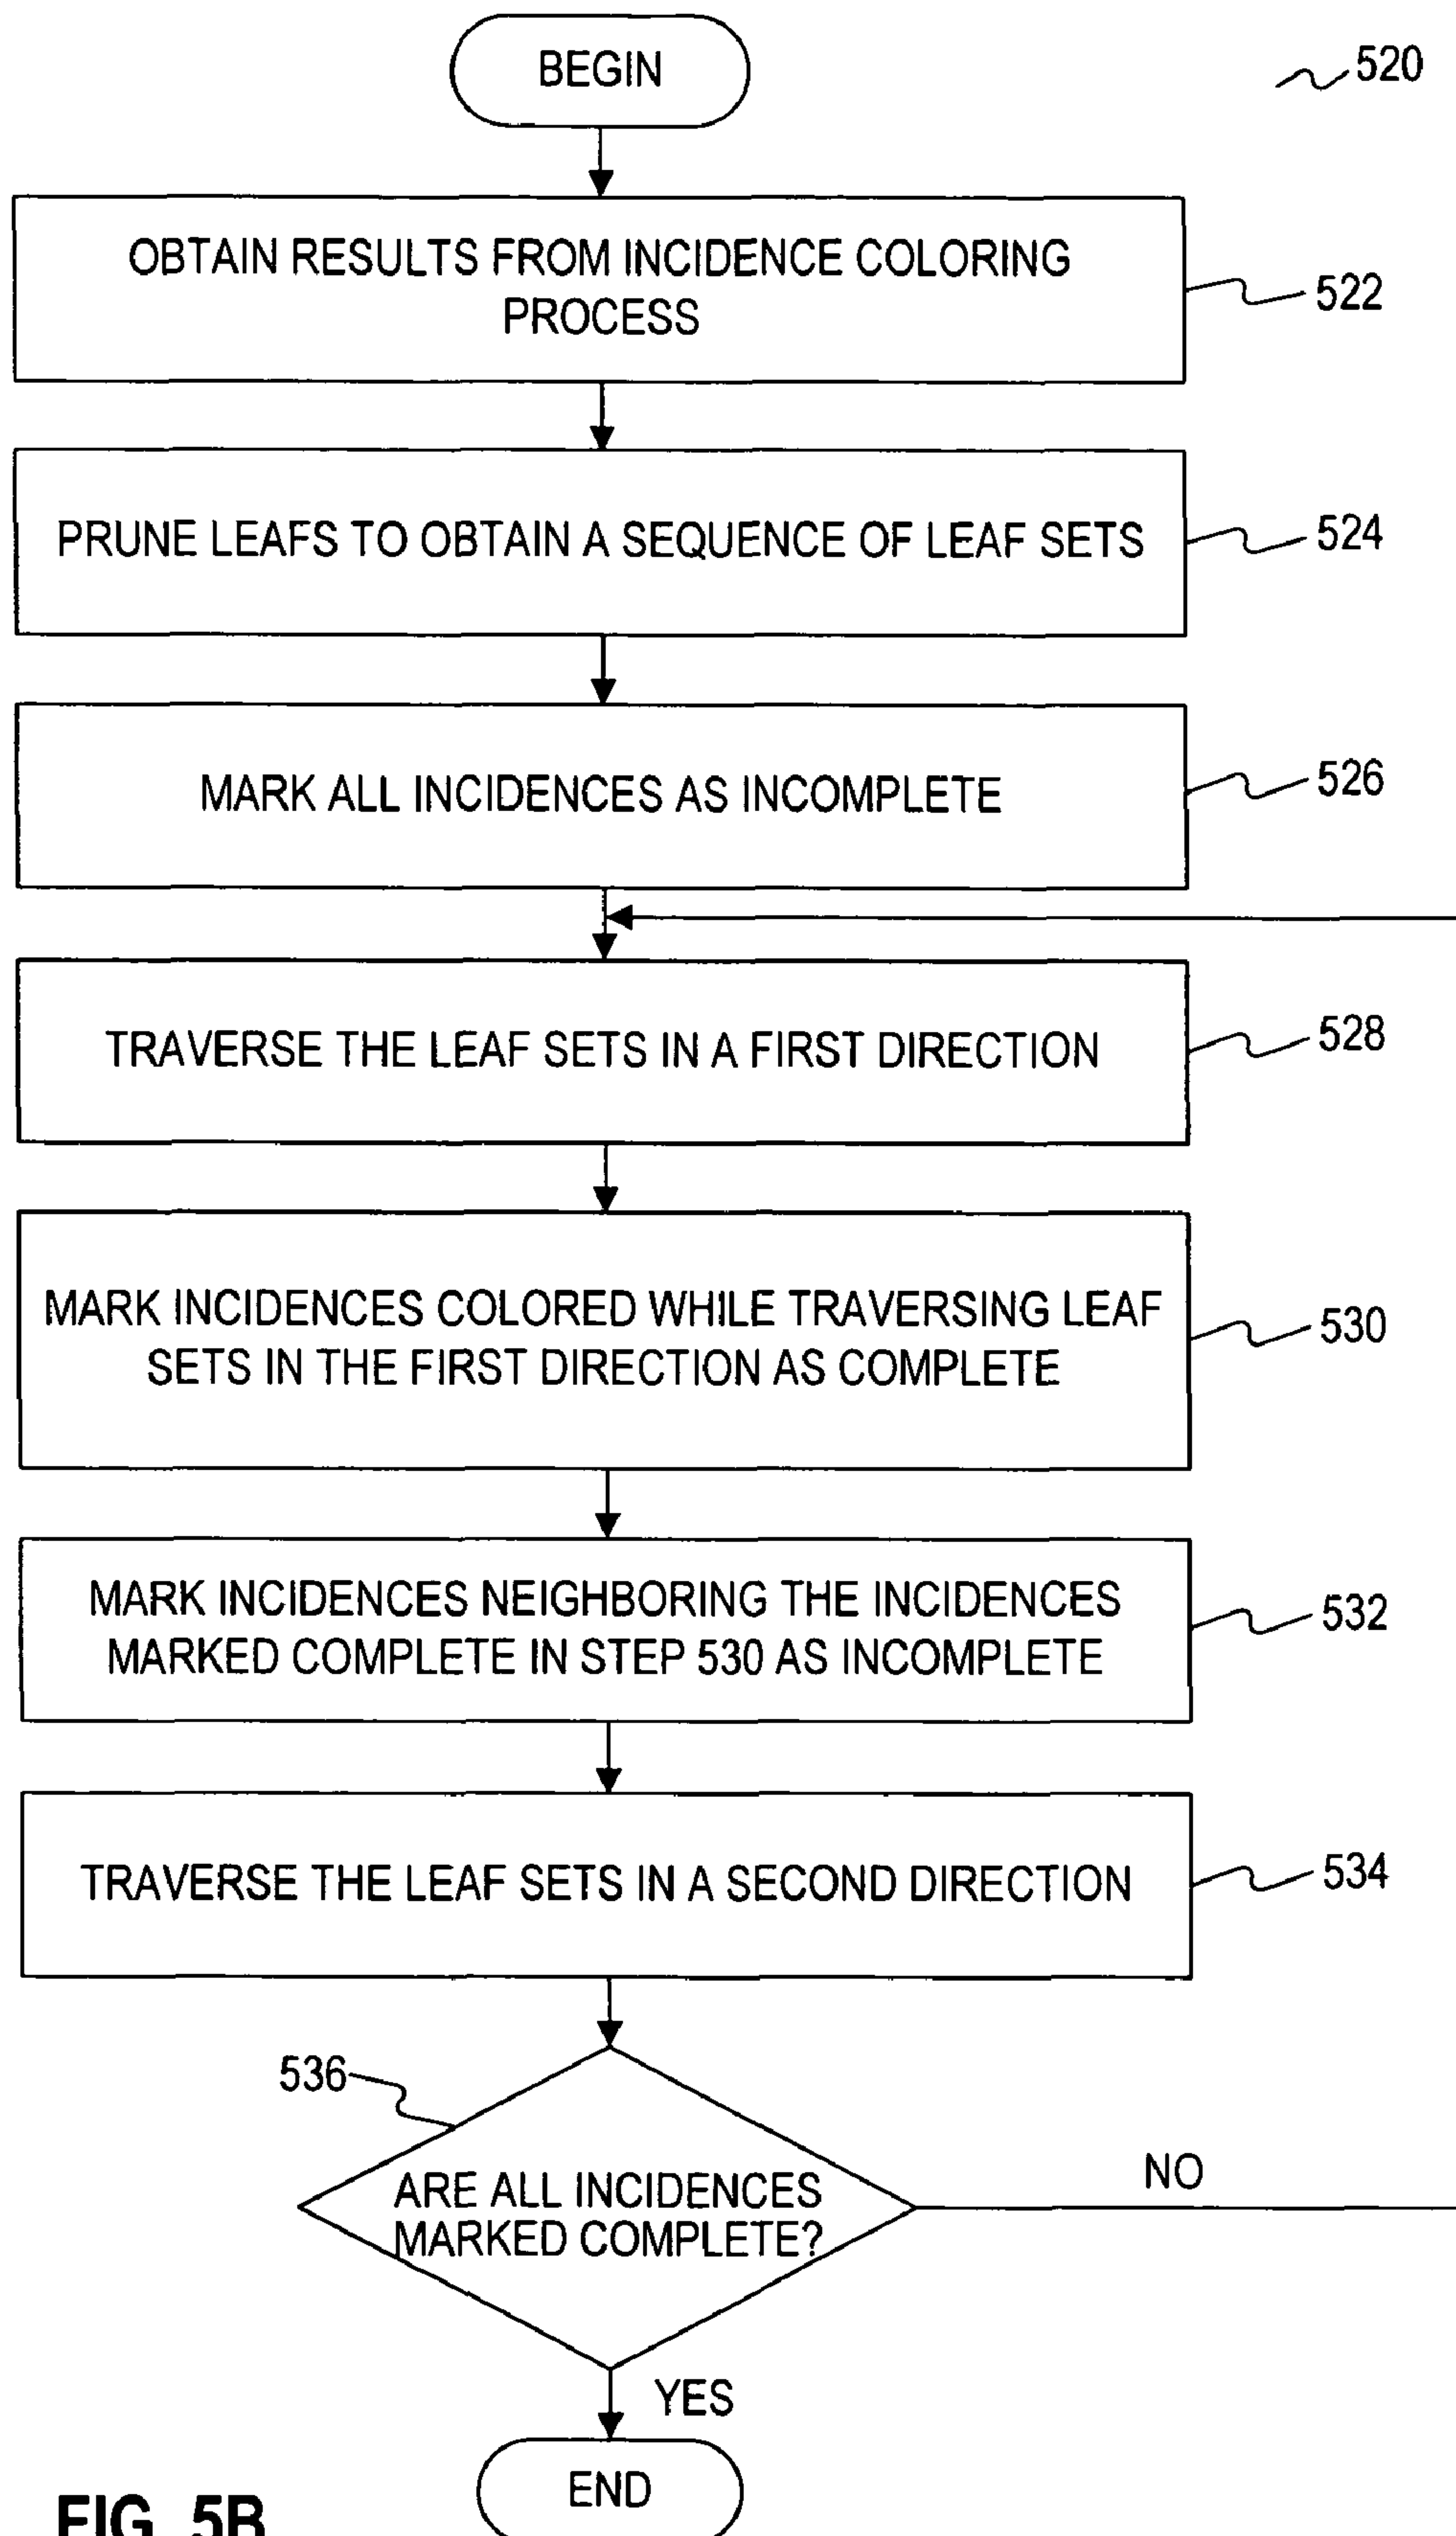 BEGIN
520
OBTAIN RESULTS FROM INCIDENCE COLORING
PROCESS
522
PRUNE LEAFS TO OBTAIN A SEQUENCE OF LEAF SETS
524
MARK ALL INCIDENCES AS INCOMPLETE
526
TRAVERSE THE LEAF SETS IN A FIRST DIRECTION
528
MARK INCIDENCES COLORED WHILE TRAVERSING LEAF
SETS IN THE FIRST DIRECTION AS COMPLETE
530
MARK INCIDENCES NEIGHBORING THE INCIDENCES
MARKED COMPLETE IN STEP 530 AS INCOMPLETE
532
TRAVERSE THE LEAF SETS IN A SECOND DIRECTION
534
536
ARE ALL INCIDENCES
MARKED COMPLETE?
NO
YES
END
FIG. 5B